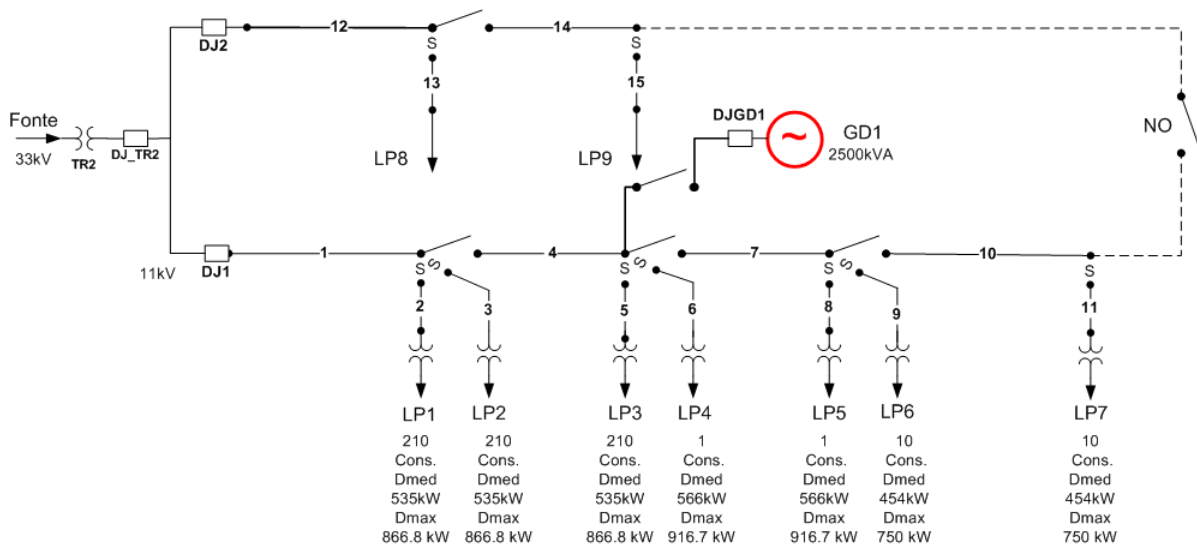 12
14
DJ2
S
S
13
15
DJGD1
Fonte
GD1
NO
33kV
TR2
DJ_TR2
LP8
LP9
2500kVA
~
1
4
7
10
11kV
DJ1
S
S
S
S
S
S
S
2
3
5
6
8
9
11
LP1
LP2
LP3
LP4
LP5
LP6
LP7
210
210
210
1
1
10
10
Cons.
Cons.
Cons.
Cons.
Cons.
Cons.
Cons.
Dmed
Dmed
Dmed
Dmed
Dmed
Dmed
Dmed
535kW
535kW
535kW
566kW
566kW
454kW
454kW
Dmax
Dmax
Dmax
Dmax
Dmax
Dmax
Dmax
866.8 kW
866.8 kW
866.8 kW
916.7 kW
916.7 kW
750 kW
750 kW